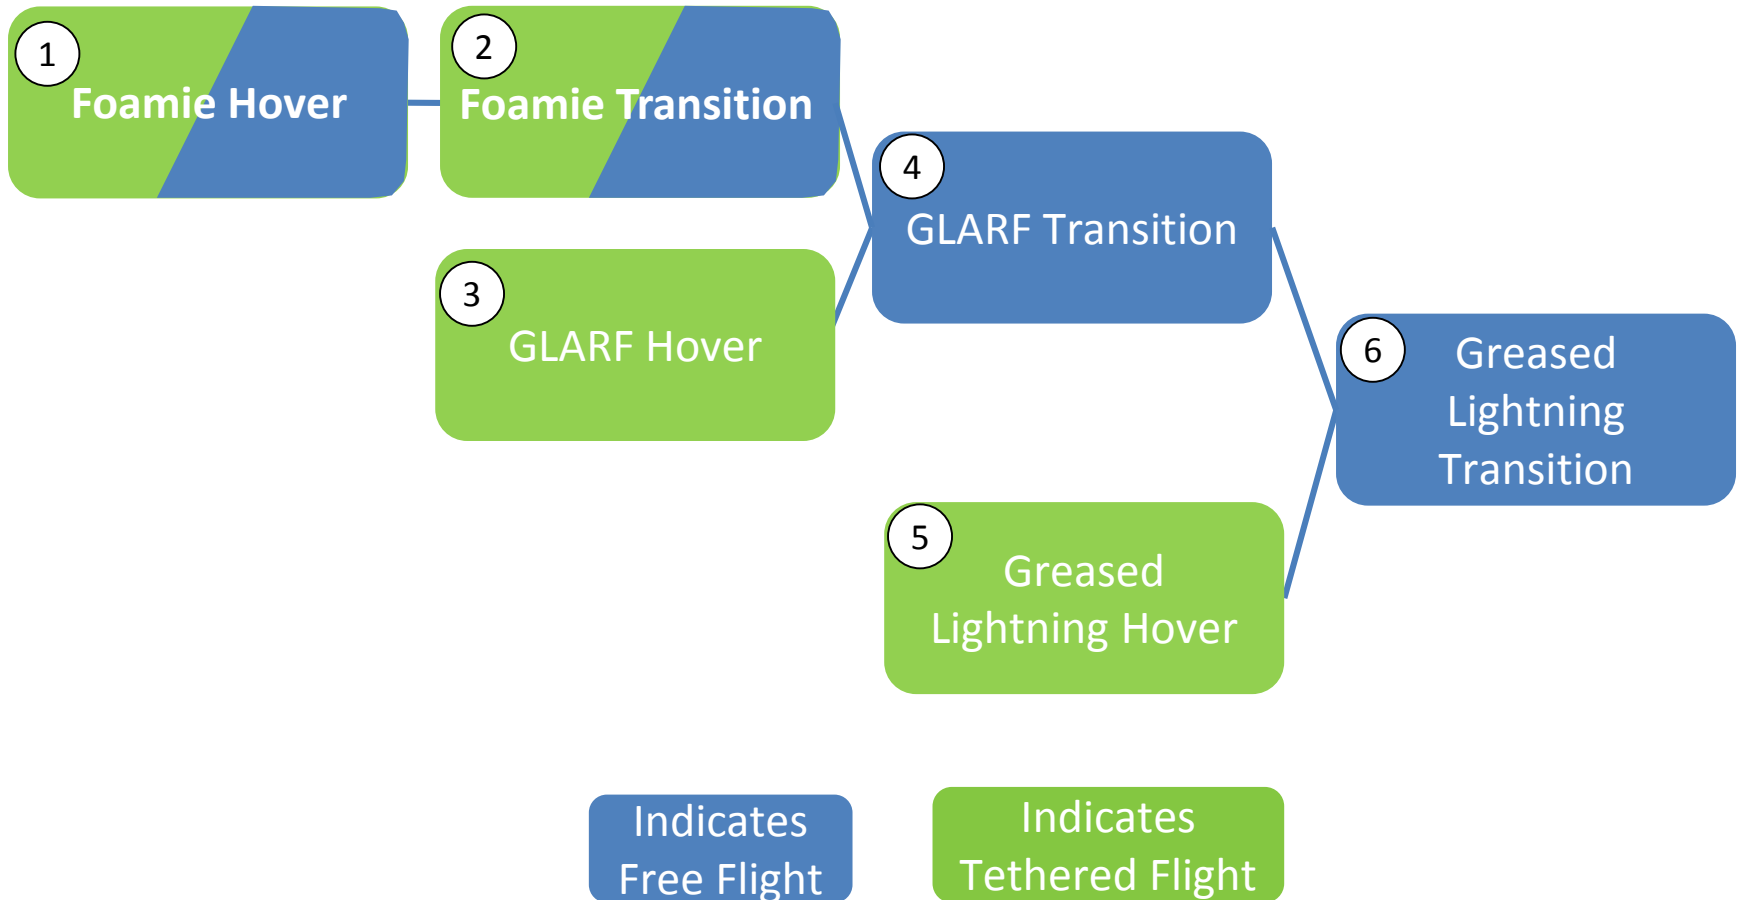 1
Foamie Hover
2
Foamie Transition
3
GLARF Hover
4
GLARF Transition
5
Greased
Lightning Hover
6
Greased
Lightning
Transition
Indicates
Free Flight
Indicates
Tethered Flight